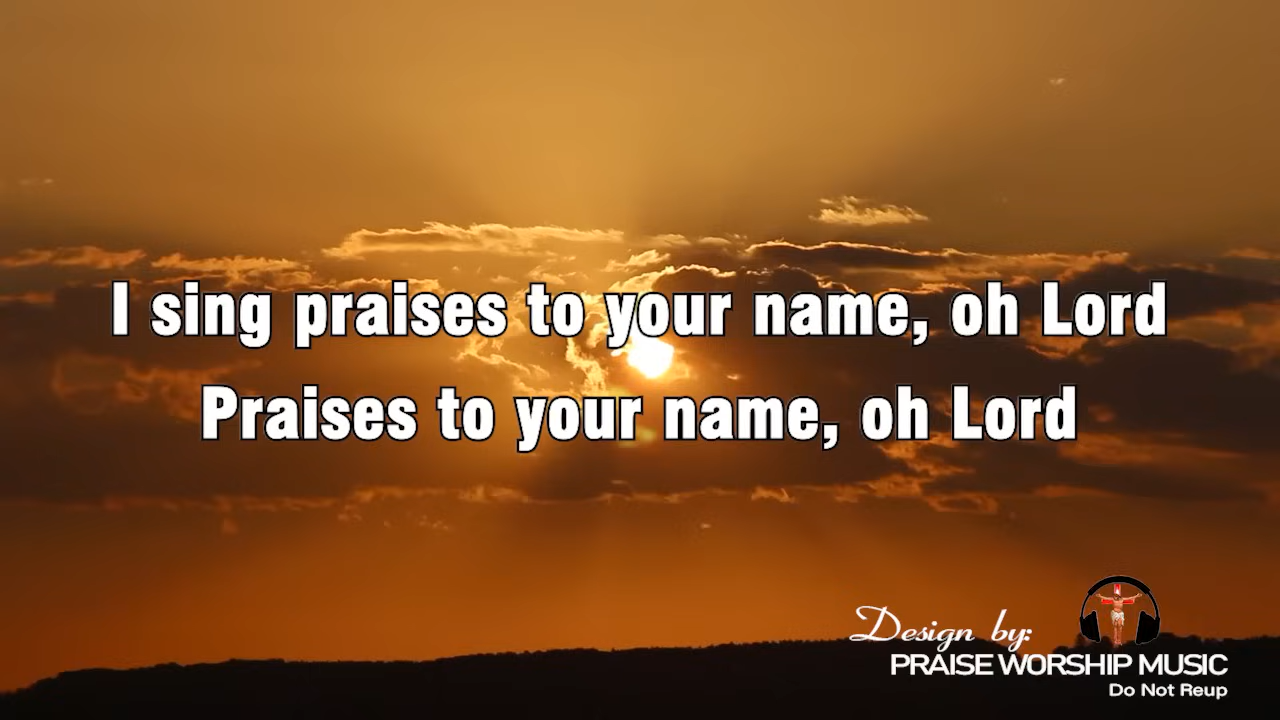 I sing praises to your name, oh Lord
Praises to your name, oh Lord
Design by:
PRAISE WORSHIP MUSIC
Do Not Reup